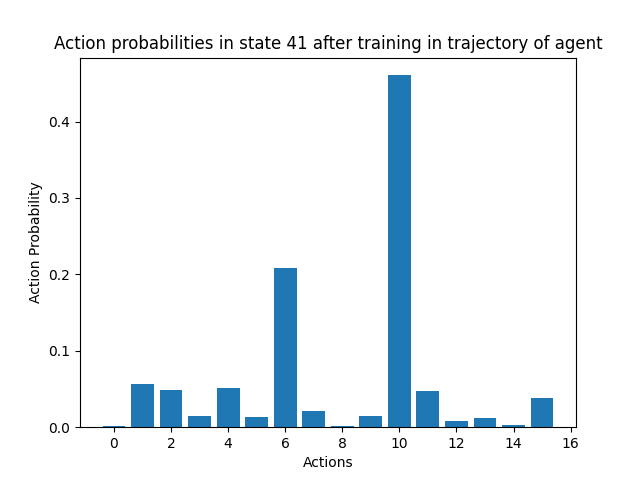 Action probabilities in state 41 after training in trajectory of agent
Action Probability
0.4
0.3
0.2
0.1
0.0
0 2 4 6 8 10 12 14 16
Actions